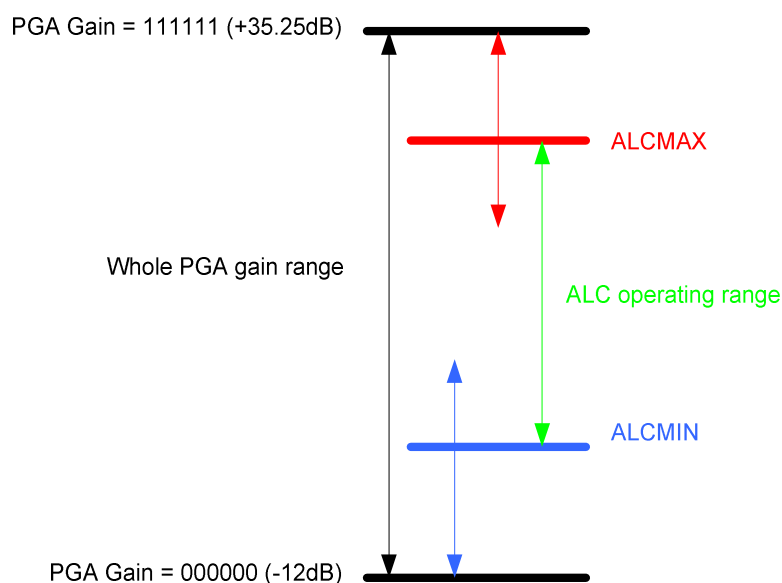 PGA Gain = 111111 (+35.25dB)
ALCMAX
Whole PGA gain range
ALC operating range
ALCMIN
PGA Gain = 000000 (-12dB)